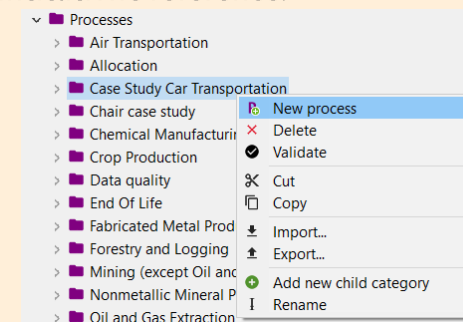 Processes
Air Transportation
Allocation
Case Study Car Transportation
Chair case study
New process
Chemical Manufacturi
Delete
Crop Production
Validate
Data quality
Cut
End Of Life
Copy
Fabricated Metal Prod
Import...
Forestry and Logging
Export...
Mining (except Oil and
Add new child category
Nonmetallic Mineral P
Rename
Oil and Gas Extraction